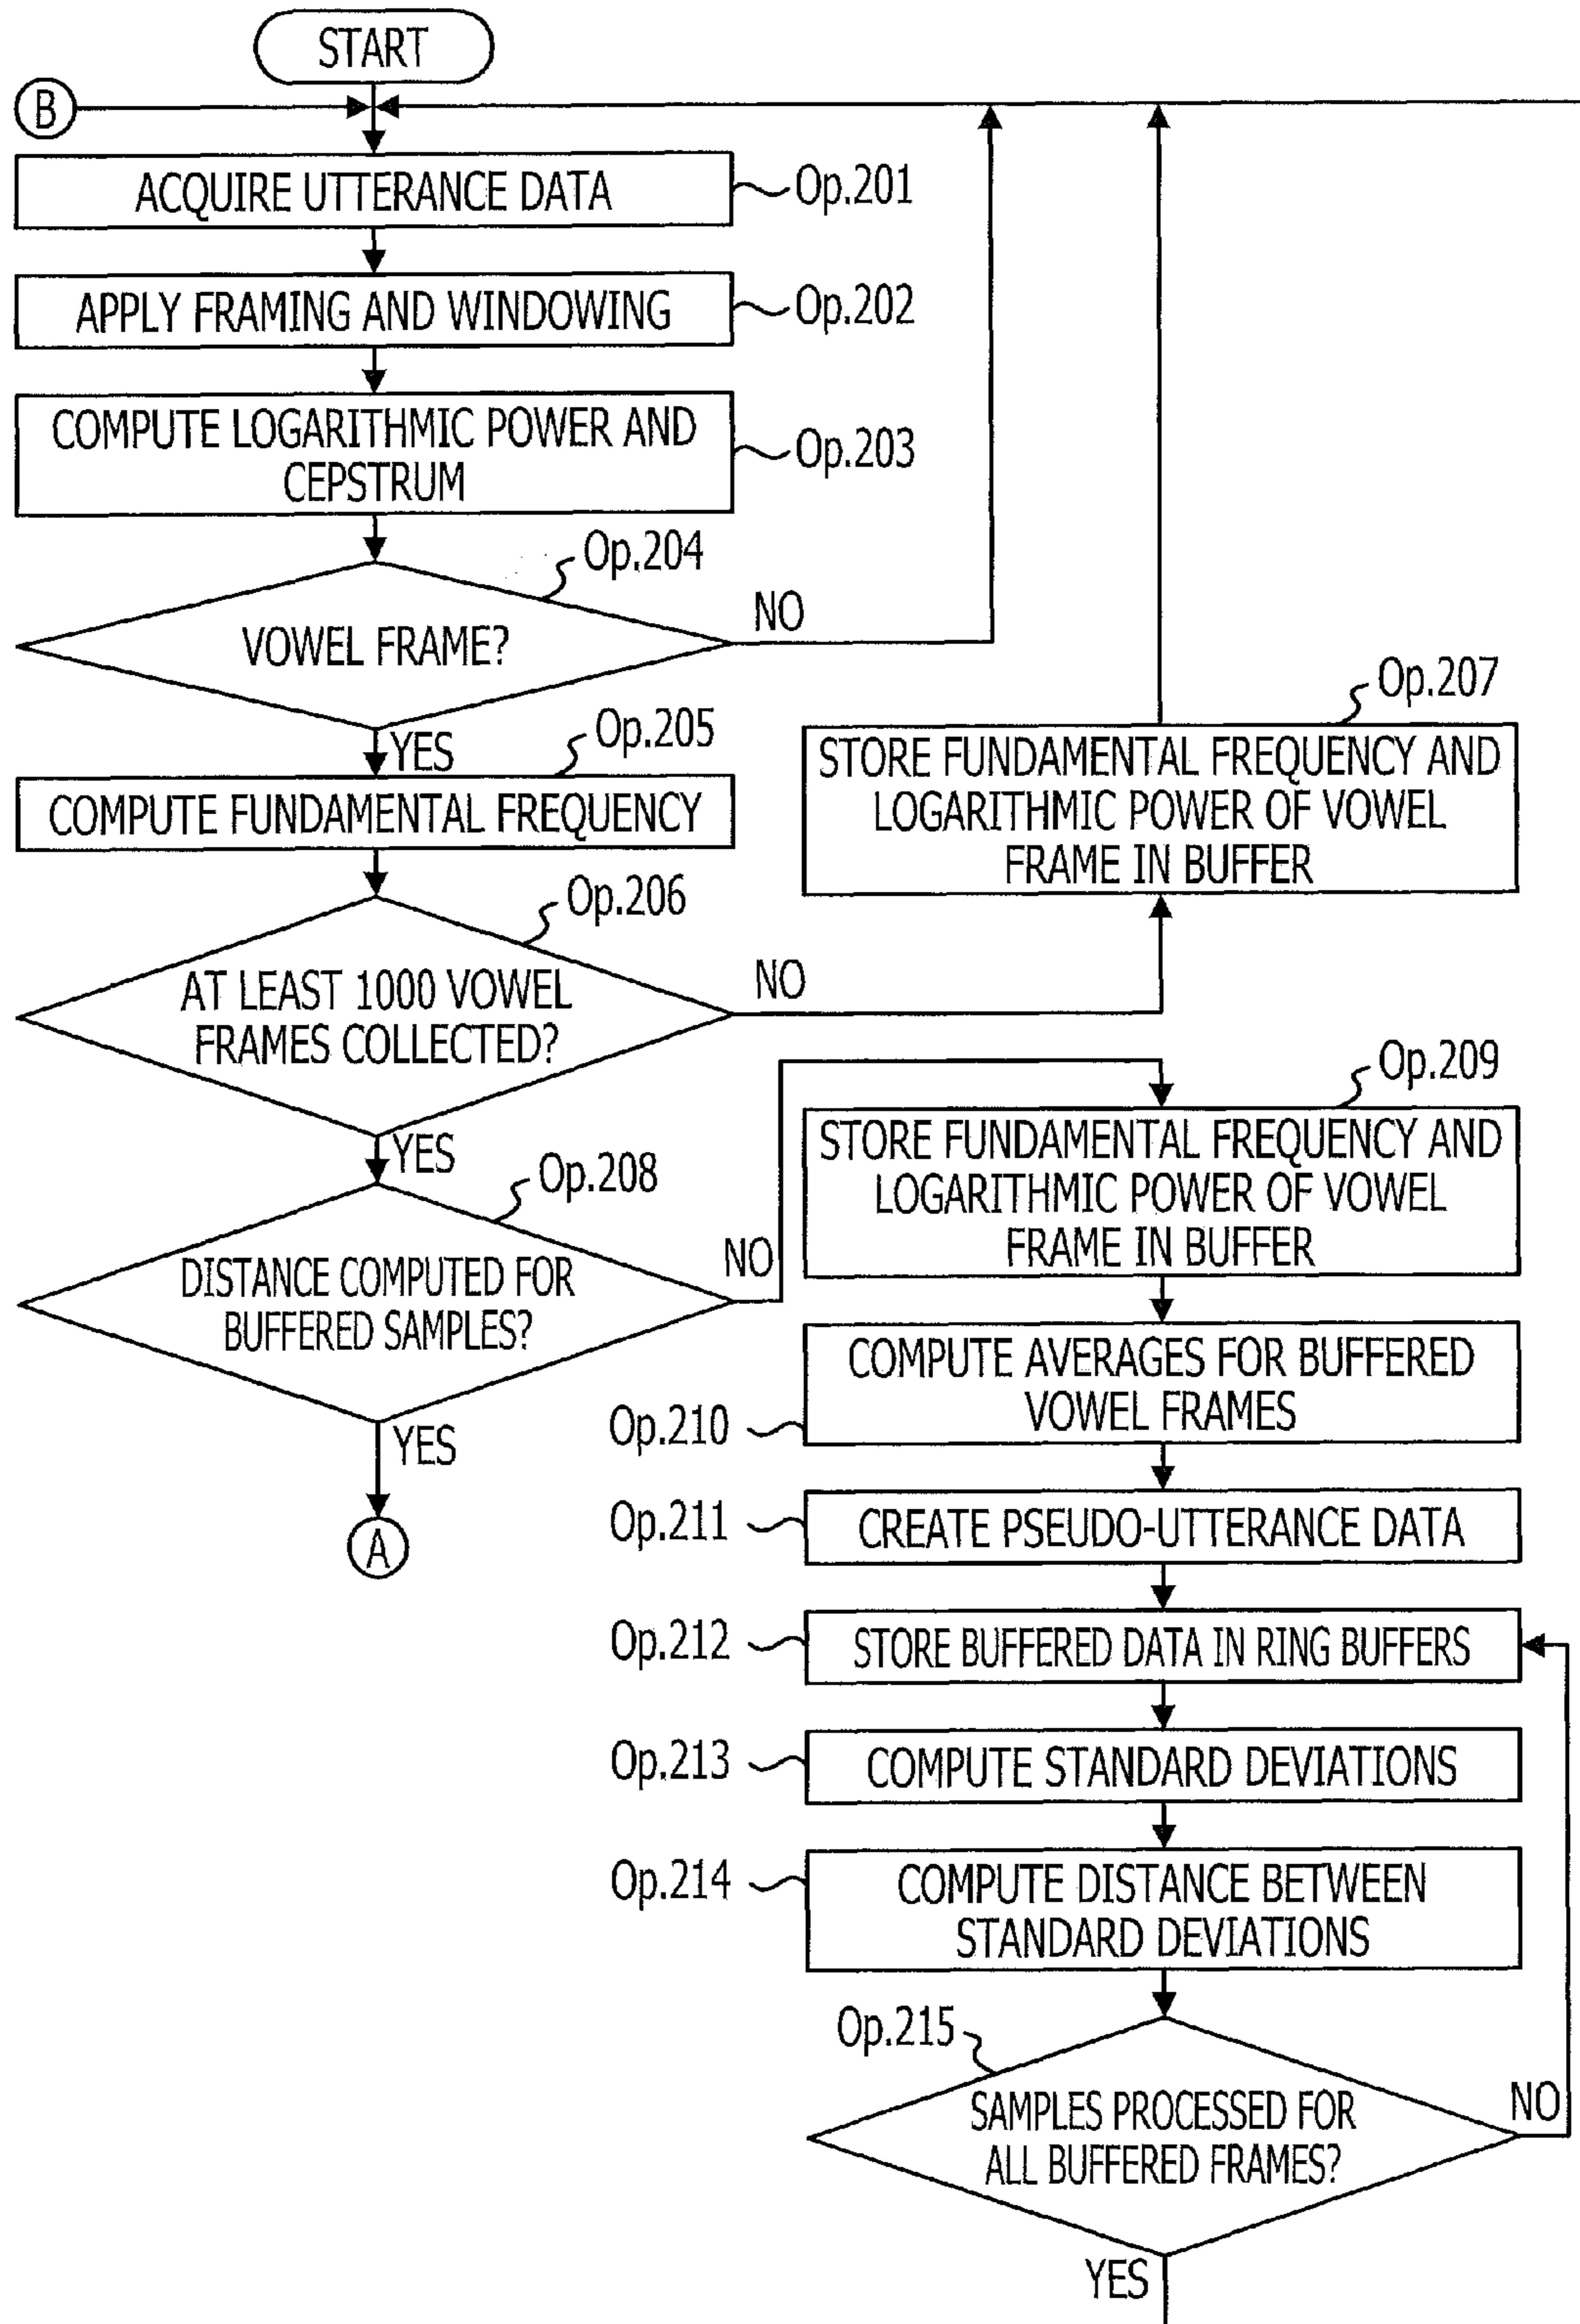 START
B
ACQUIRE UTTERANCE DATA
Op.201
APPLY FRAMING AND WINDOWING
Op.202
COMPUTE LOGARITHMIC POWER AND
CEPSTRUM
Op.203
Op.204
VOWEL FRAME?
NO
YES
Op.205
COMPUTE FUNDAMENTAL FREQUENCY
Op.206
AT LEAST 1000 VOWEL
FRAMES COLLECTED?
NO
YES
Op.207
STORE FUNDAMENTAL FREQUENCY AND
LOGARITHMIC POWER OF VOWEL
FRAME IN BUFFER
Op.208
DISTANCE COMPUTED FOR
BUFFERED SAMPLES?
NO
YES
A
Op.209
STORE FUNDAMENTAL FREQUENCY AND
LOGARITHMIC POWER OF VOWEL
FRAME IN BUFFER
COMPUTE AVERAGES FOR BUFFERED
VOWEL FRAMES
Op.210
Op.211
CREATE PSEUDO-UTTERANCE DATA
Op.212
STORE BUFFERED DATA IN RING BUFFERS
Op.213
COMPUTE STANDARD DEVIATIONS
Op.214
COMPUTE DISTANCE BETWEEN
STANDARD DEVIATIONS
Op.215
SAMPLES PROCESSED FOR
ALL BUFFERED FRAMES?
NO
YES